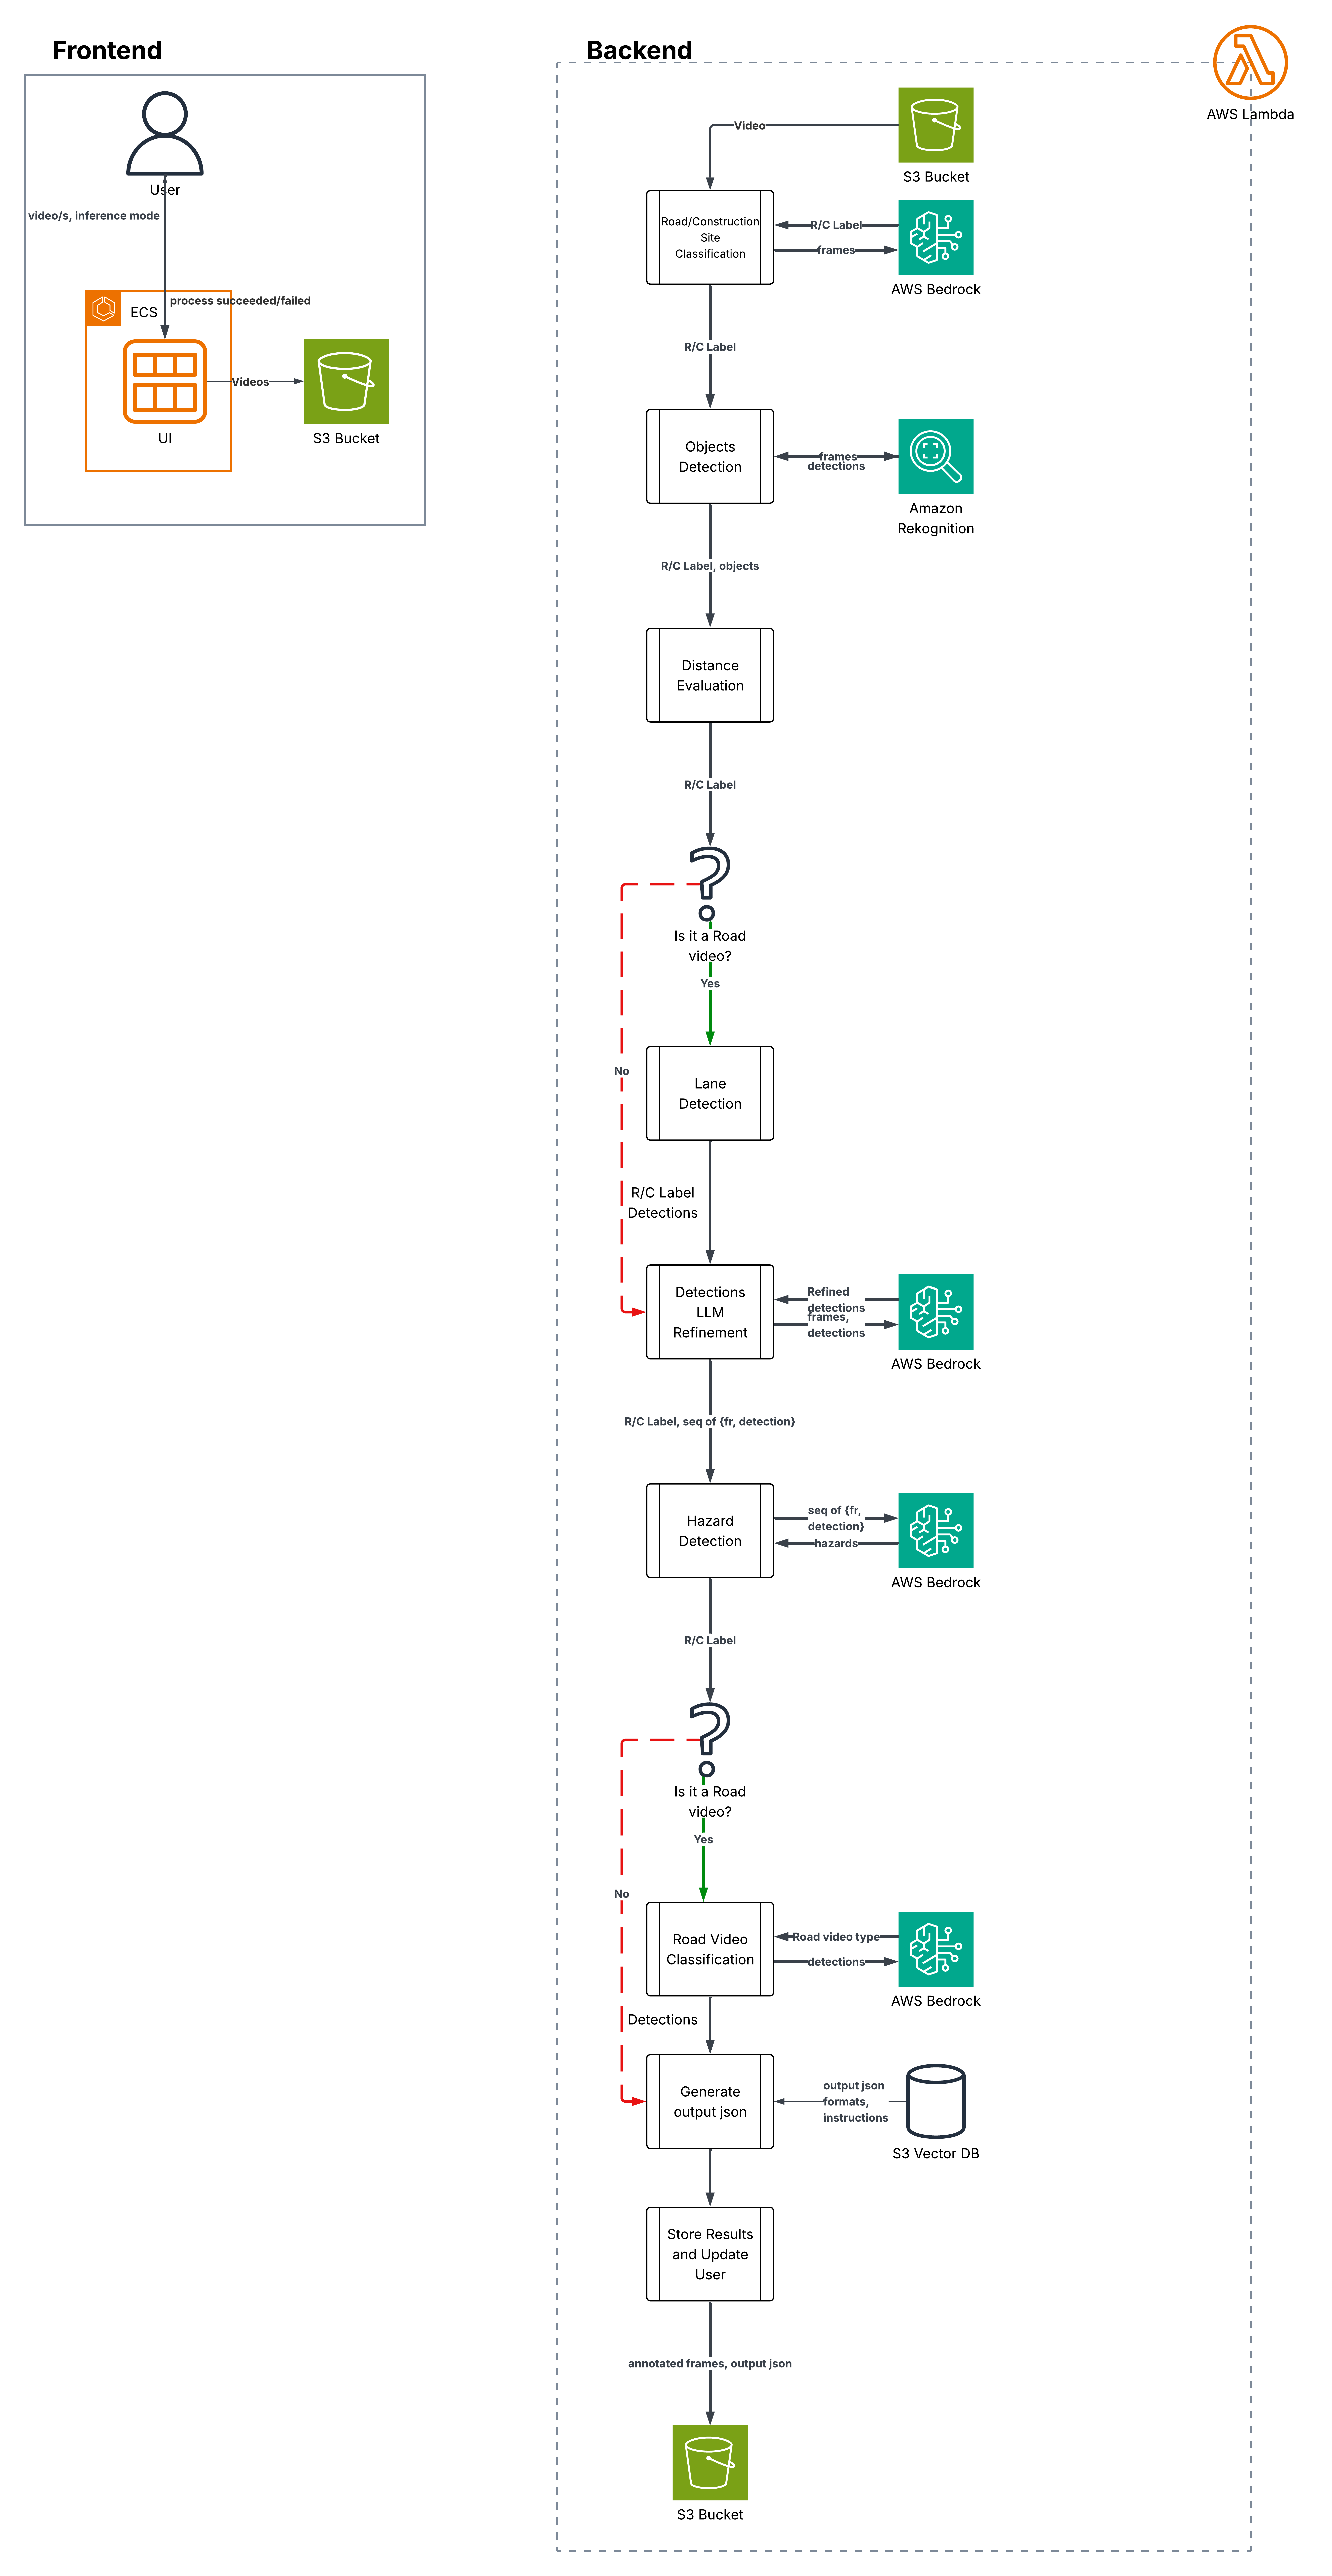 Frontend
User
video/s, inference mode
process succeeded/failed
ECS
UI
Videos
S3 Bucket
Backend
AWS Lambda
Video
S3 Bucket
Road/Construction
Site
Classification
R/C Label
frames
AWS Bedrock
R/C Label
Objects
Detection
frames
detections
Amazon
Rekognition
R/C Label, objects
Distance
Evaluation
R/C Label
Is it a Road
video?
Yes
No
Lane
Detection
R/C Label
Detections
Detections
LLM
Refinement
Refined
detections
frames,
detections
AWS Bedrock
R/C Label, seq of {fr, detection}
Hazard
Detection
seq of {fr,
detection}
hazards
AWS Bedrock
R/C Label
Is it a Road
video?
Yes
No
Road Video
Classification
Road video type
detections
AWS Bedrock
Detections
Generate
output json
output json
formats,
instructions
S3 Vector DB
Store Results
and Update
User
annotated frames, output json
S3 Bucket